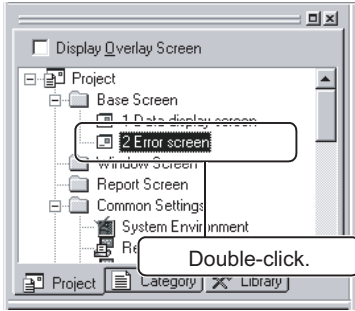 Display Overlay Screen
Project
Base Screen
1 Data display screen
2 Error screen
Window Screen
Report Screen
Common Settings
System Environment
Re
Double-click.
Project Category Library